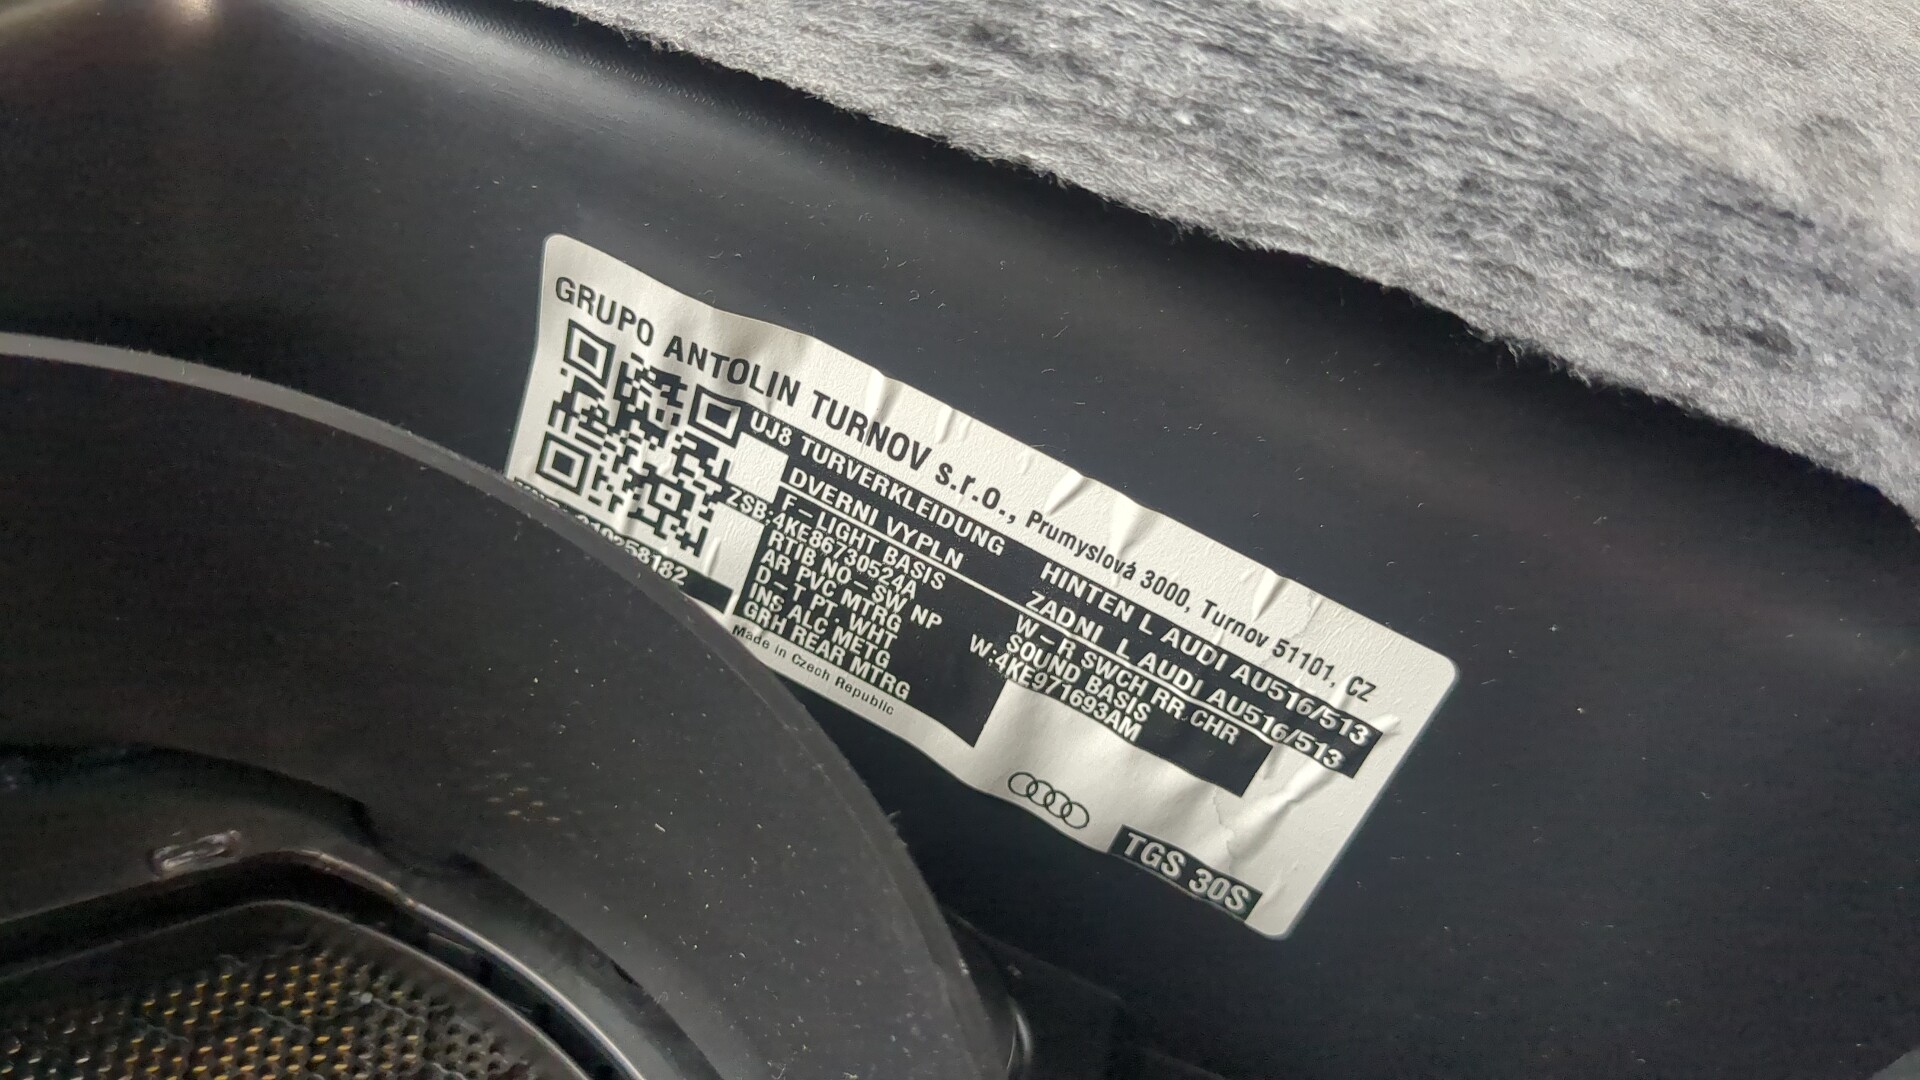 GRUPO ANTOLIN TURNOV s.r.o., Prumyslová 3000, Turnov 51101, CZ
UJ8 TURVERKLEIDUNG HINTEN L AUDI AU516/513
DVERNI VYPLN ZADNI L AUDI AU516/513
F-LIGHT BASIS W-R SWCH RR CHR
ZSB:4KE86730524A SOUND BASIS
RTIB NO-SW NP W:4KE971693AM
AR PVC MTRG
D-T PT. WHT
INS ALC METG
GRH REAR MTRG
Made in Czech Republic
TGS 30S